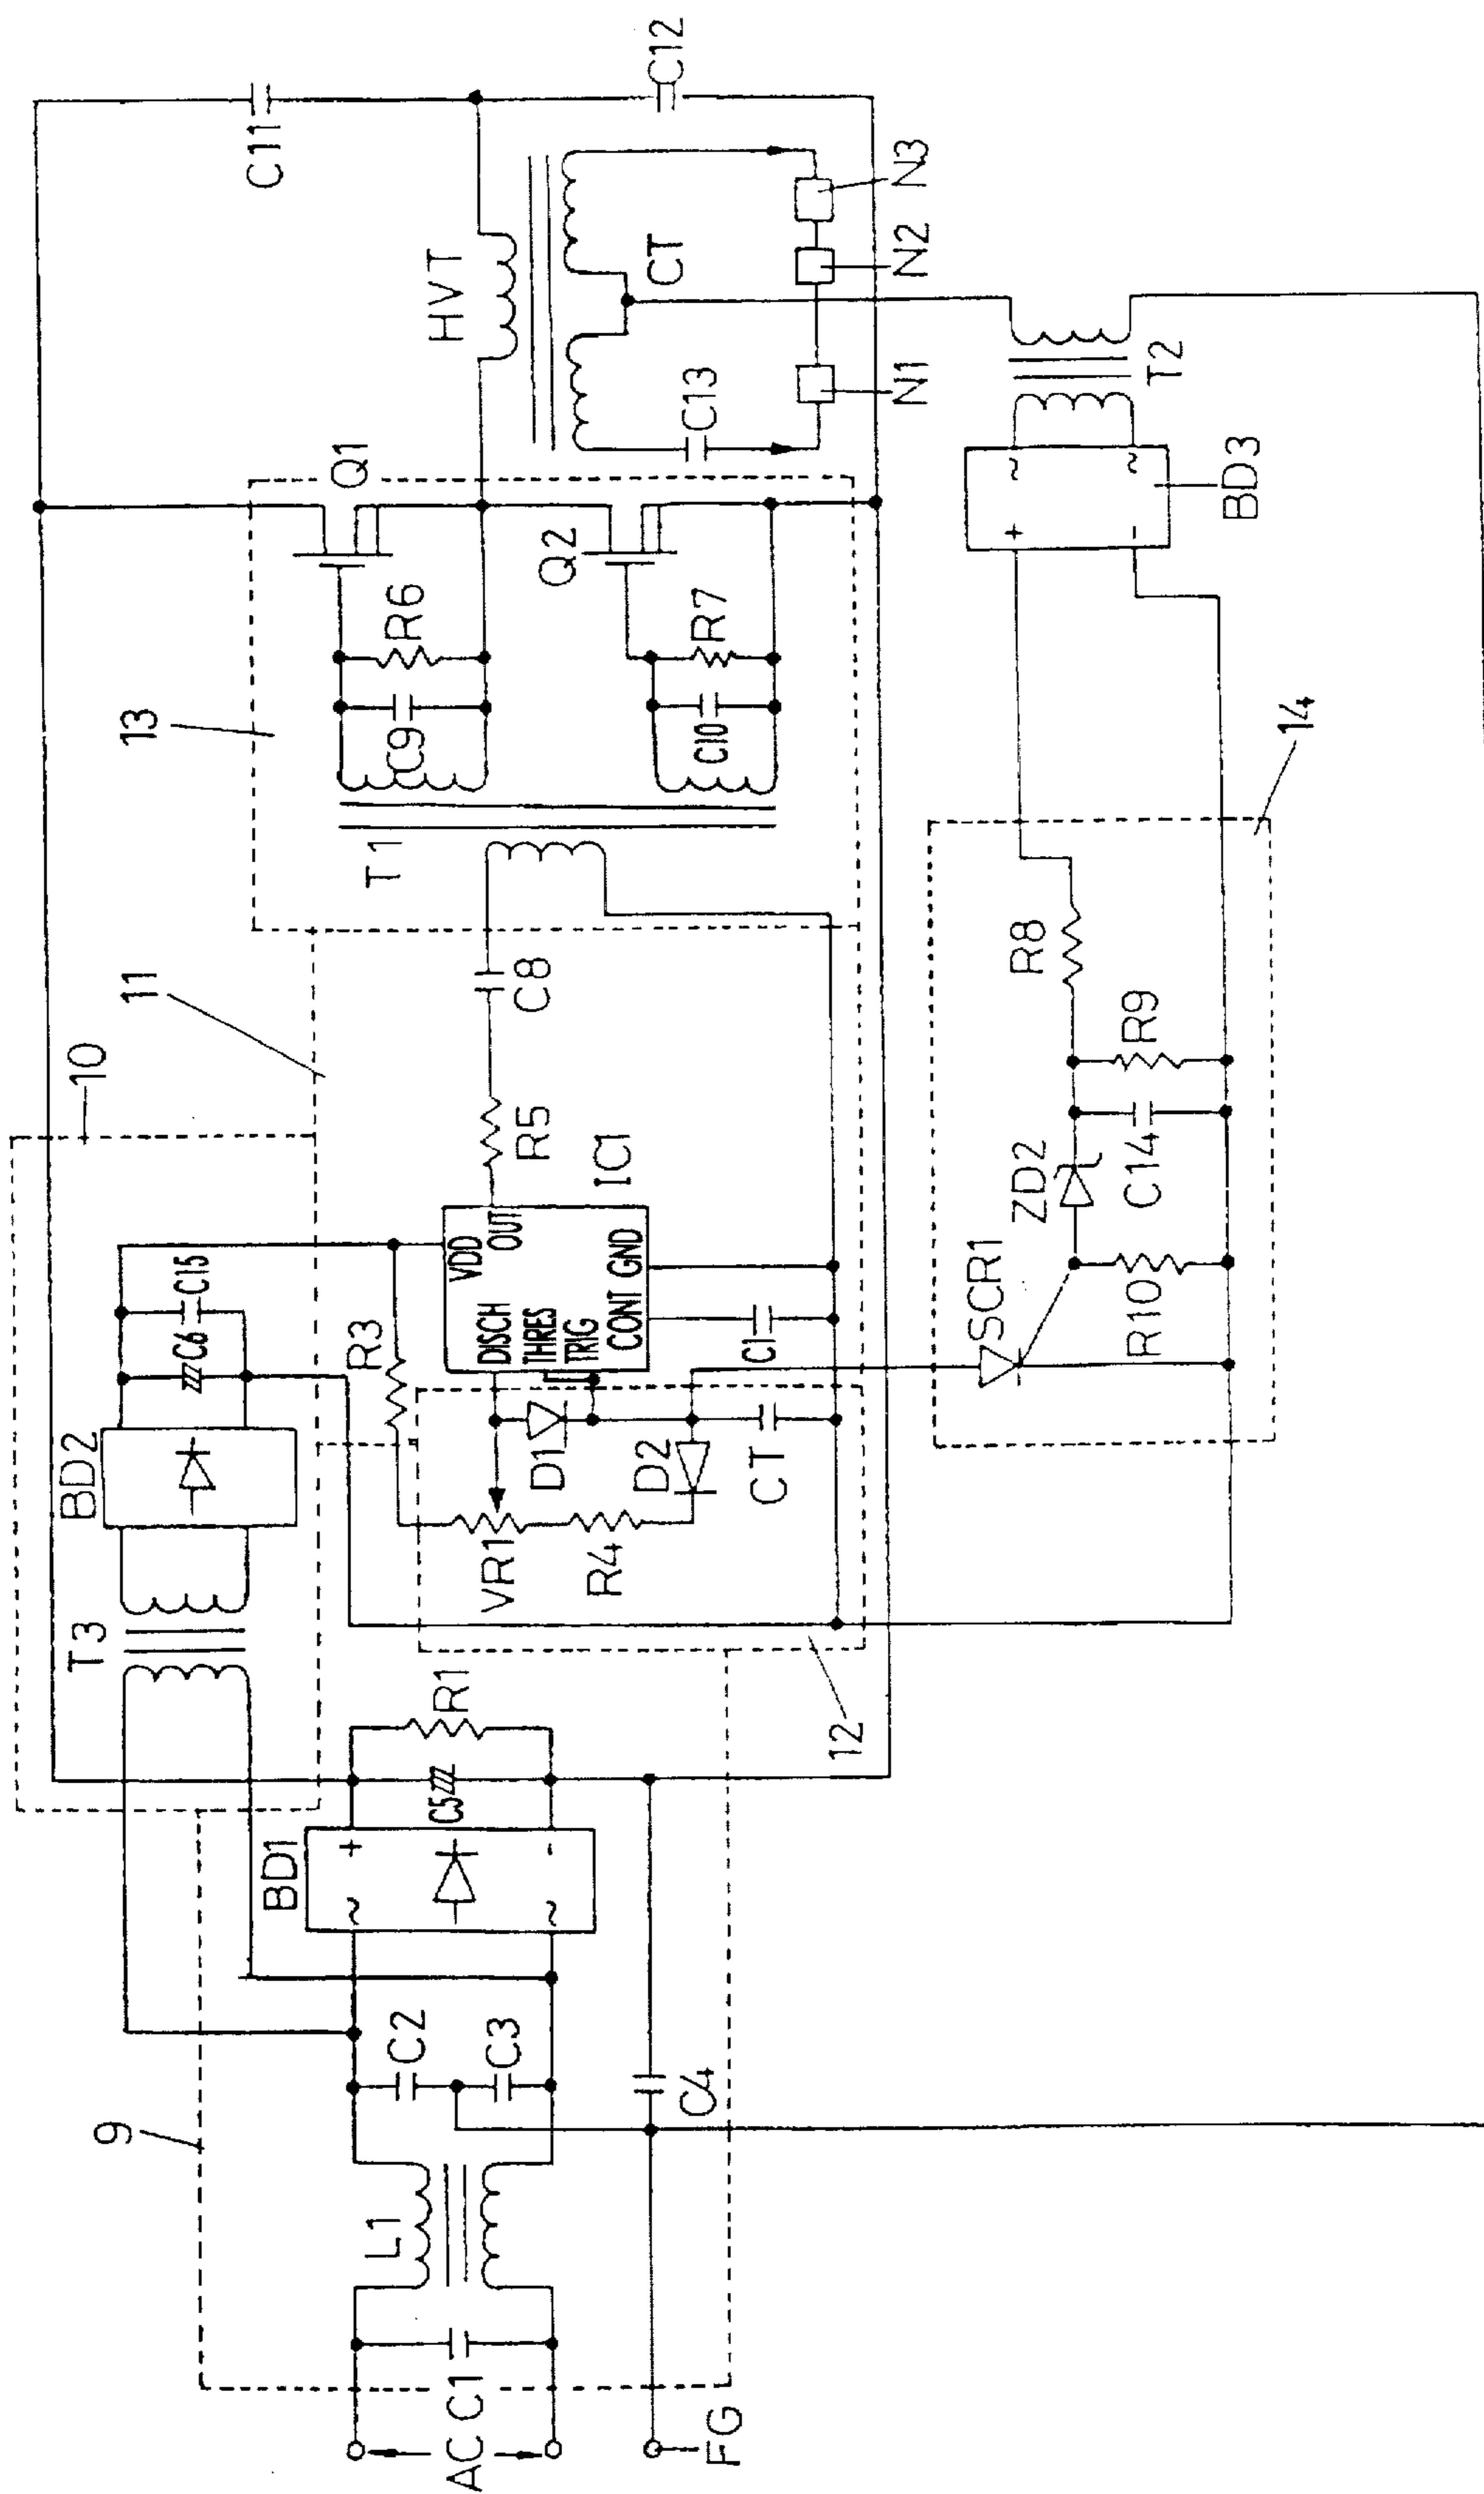 10
11
13
9
12
14
T3
BD2
C6
C15
R3
VDD
OUT
DISCH
THRES
TRIG
CONT
GND
IC1
R5
C8
T1
C9
R6
Q1
Q2
C10
R7
HVT
C11
C12
CT
C13
N1
N2
N3
AC
C1
L1
C2
C3
C4
FG
BD1
+
-
~
~
C5
R1
VR1
R4
D1
D2
CT
C1
SCR1
R10
ZD2
C14
R9
R8
BD3
+
-
~
~
T2